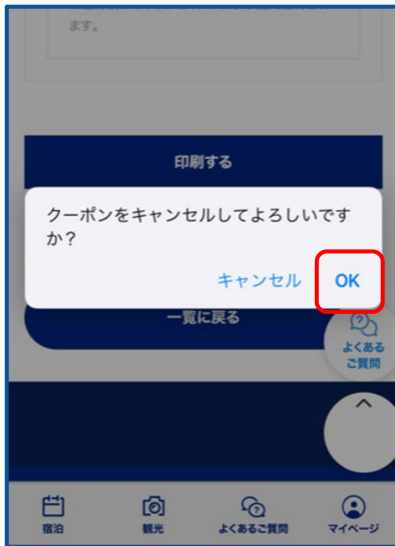 ます。
印刷する
クーポンをキャンセルしてよろしいです
か？
キャンセル OK
一覧に戻る
よくある
ご質問
宿泊 観光 よくあるご質問 マイページ